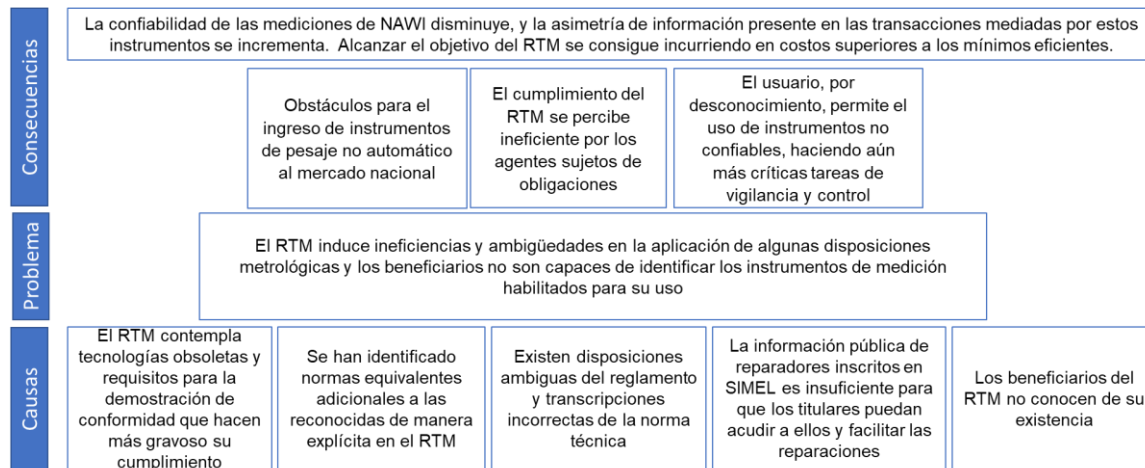 Consecuencias
La confiabilidad de las mediciones de NAWI disminuye, y la asimetría de información presente en las transacciones mediadas por estos
instrumentos se incrementa. Alcanzar el objetivo del RTM se consigue incurriendo en costos superiores a los mínimos eficientes.
Obstáculos para el
ingreso de instrumentos
de pesaje no automático
al mercado nacional
El cumplimiento del
RTM se percibe
ineficiente por los
agentes sujetos de
obligaciones
El usuario, por
desconocimiento, permite el
uso de instrumentos no
confiables, haciendo aún
más críticas tareas de
vigilancia y control
Problema
El RTM induce ineficiencias y ambigüedades en la aplicación de algunas disposiciones
metrológicas y los beneficiarios no son capaces de identificar los instrumentos de medición
habilitados para su uso
Causas
El RTM contempla
tecnologías obsoletas y
requisitos para la
demostración de
conformidad que hacen
más gravoso su
cumplimiento
Se han identificado
normas equivalentes
adicionales a las
reconocidas de manera
explícita en el RTM
Existen disposiciones
ambiguas del reglamento
y transcripciones
incorrectas de la norma
técnica
La información pública de
reparadores inscritos en
SIMEL es insuficiente para
que los titulares puedan
acudir a ellos y facilitar las
reparaciones
Los beneficiarios del
RTM no conocen de su
existencia